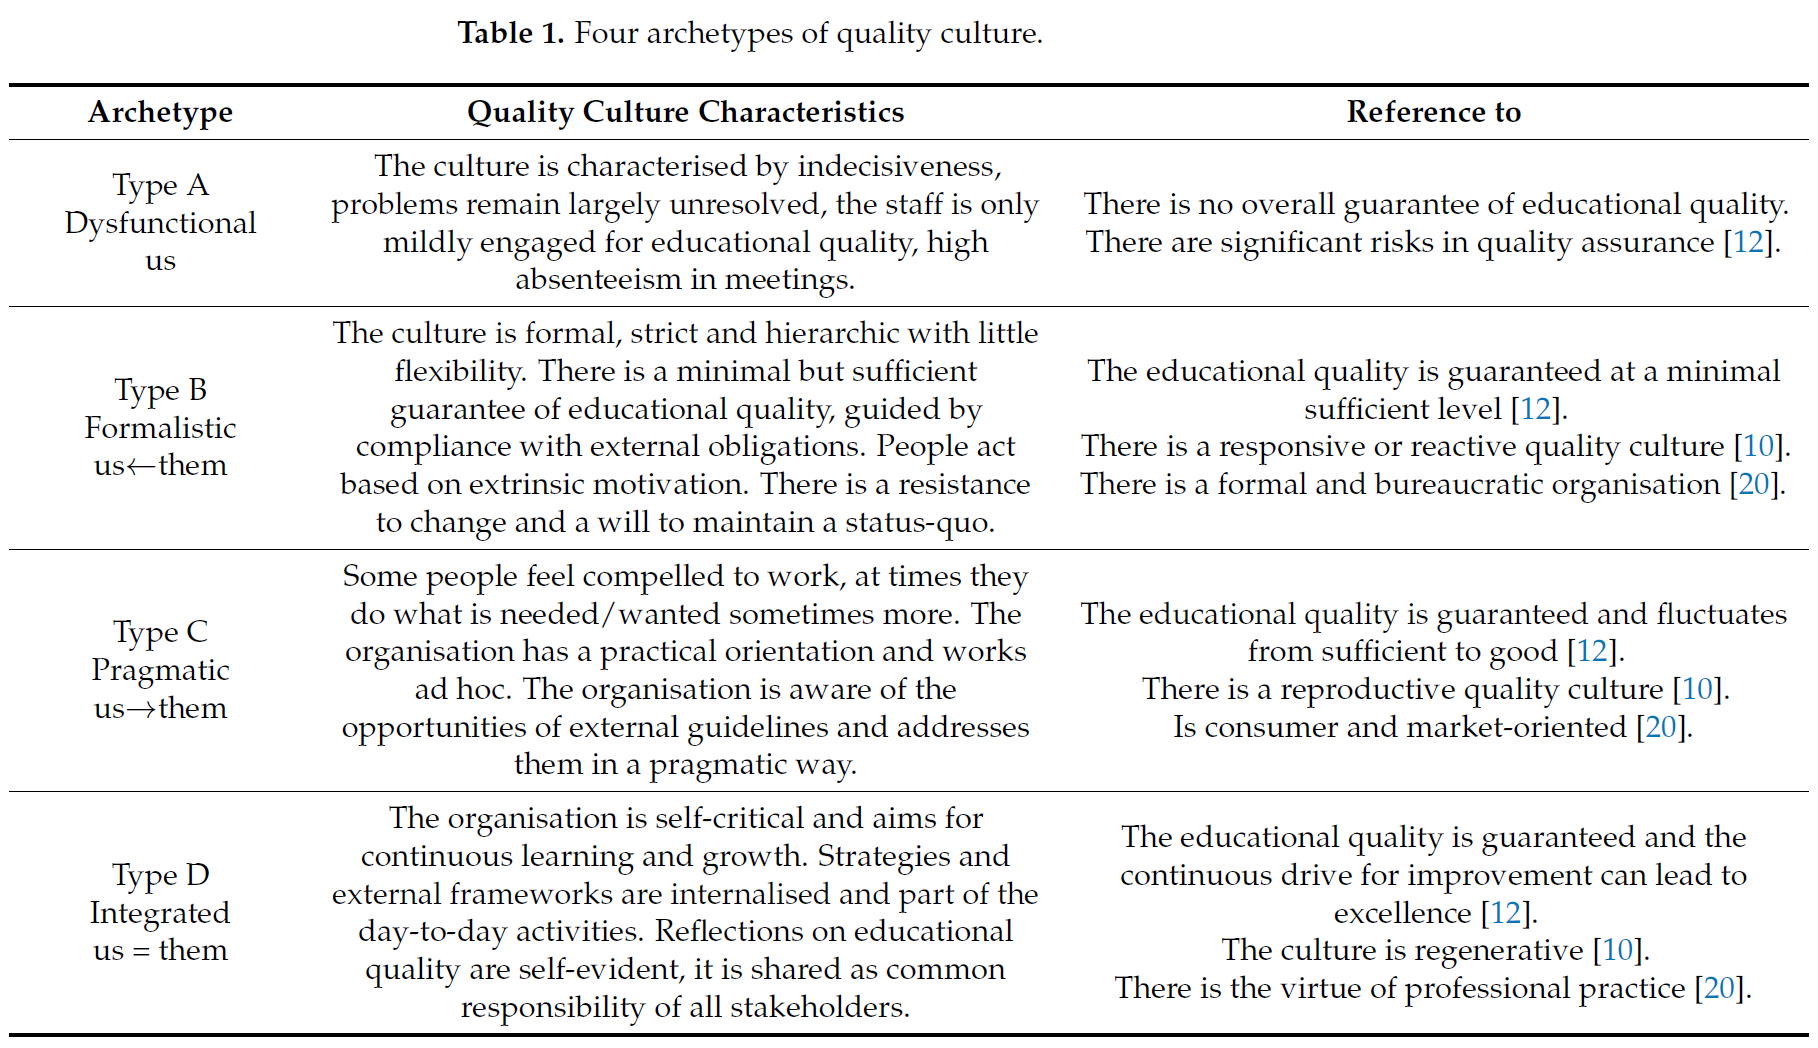 Table 1. Four archetypes of quality culture.
Archetype
Quality Culture Characteristics
Reference to
Type A
Dysfunctional
us
The culture is characterised by indecisiveness,
problems remain largely unresolved, the staff is only
mildly engaged for educational quality, high
absenteeism in meetings.
There is no overall guarantee of educational quality.
There are significant risks in quality assurance [12].
Type B
Formalistic
us←them
The culture is formal, strict and hierarchic with little
flexibility. There is a minimal but sufficient
guarantee of educational quality, guided by
compliance with external obligations. People act
based on extrinsic motivation. There is a resistance
to change and a will to maintain a status-quo.
The educational quality is guaranteed at a minimal
sufficient level [12].
There is a responsive or reactive quality culture [10].
There is a formal and bureaucratic organisation [20].
Type C
Pragmatic
us→them
Some people feel compelled to work, at times they
do what is needed/wanted sometimes more. The
organisation has a practical orientation and works
ad hoc. The organisation is aware of the
opportunities of external guidelines and addresses
them in a pragmatic way.
The educational quality is guaranteed and fluctuates
from sufficient to good [12].
There is a reproductive quality culture [10].
Is consumer and market-oriented [20].
Type D
Integrated
us = them
The organisation is self-critical and aims for
continuous learning and growth. Strategies and
external frameworks are internalised and part of the
day-to-day activities. Reflections on educational
quality are self-evident, it is shared as common
responsibility of all stakeholders.
The educational quality is guaranteed and the
continuous drive for improvement can lead to
excellence [12].
The culture is regenerative [10].
There is the virtue of professional practice [20].